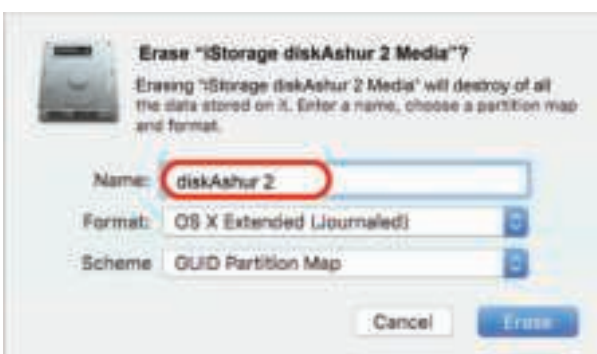 Erase "iStorage diskAshur 2 Media"?
Erasing "iStorage diskAshur 2 Media" will destroy of all
the data stored on it. Enter a name, choose a partition map
and format.
Name: diskAshur 2
Format: OS X Extended (Journaled)
Scheme GUID Partition Map
Cancel Erase